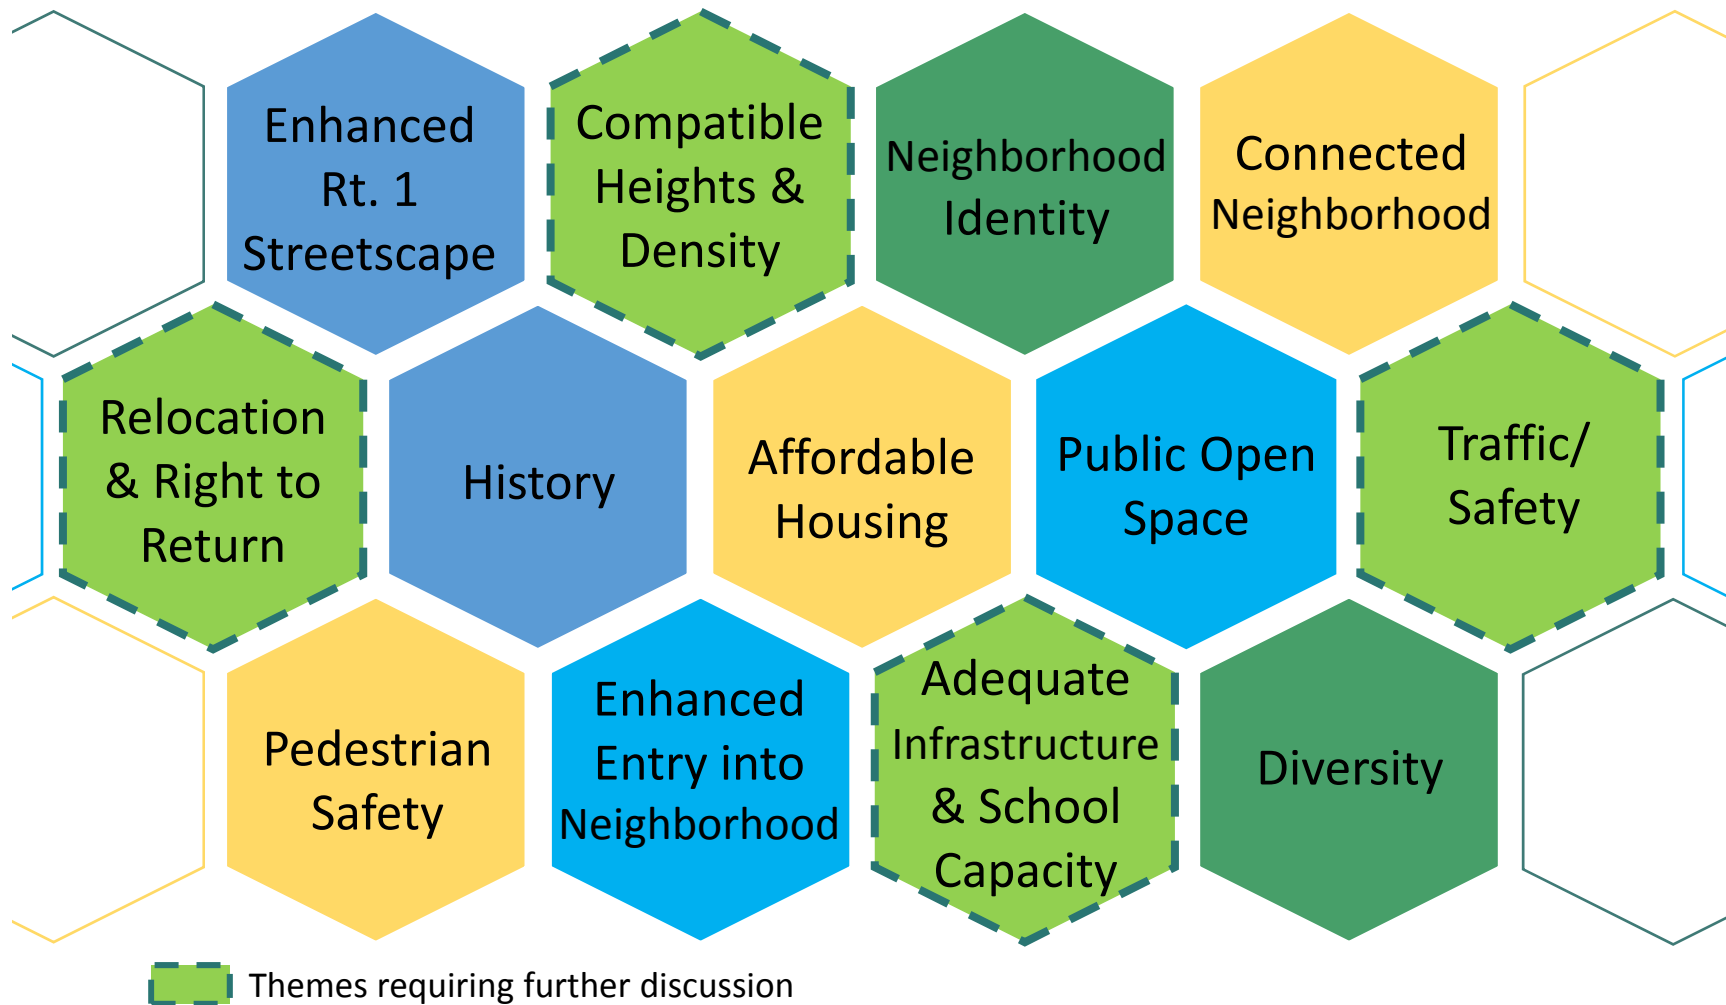 Enhanced
Rt. 1
Streetscape
Compatible
Heights &
Density
Neighborhood
Identity
Connected
Neighborhood
Relocation
& Right to
Return
History
Affordable
Housing
Public Open
Space
Traffic/
Safety
Pedestrian
Safety
Enhanced
Entry into
Neighborhood
Adequate
Infrastructure
& School
Capacity
Diversity
Themes requiring further discussion